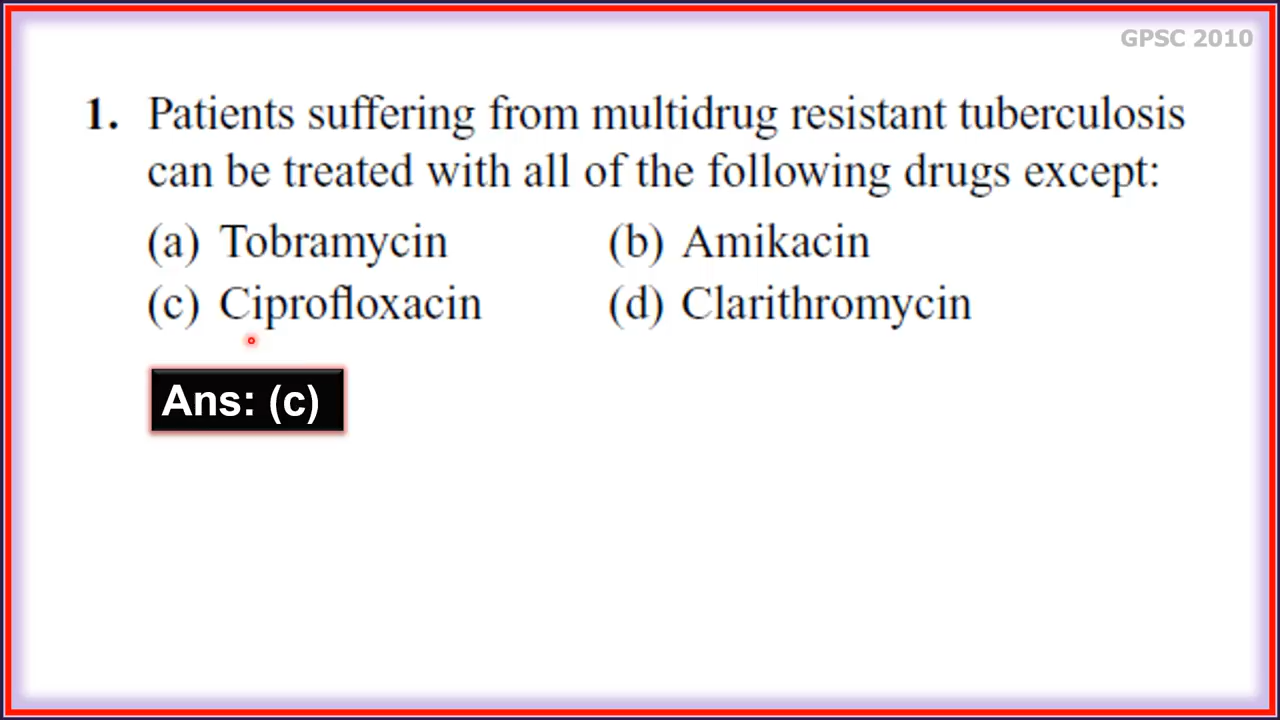 GPSC 2010
1. Patients suffering from multidrug resistant tuberculosis
can be treated with all of the following drugs except:
(a) Tobramycin (b) Amikacin
(c) Ciprofloxacin (d) Clarithromycin
Ans: (c)